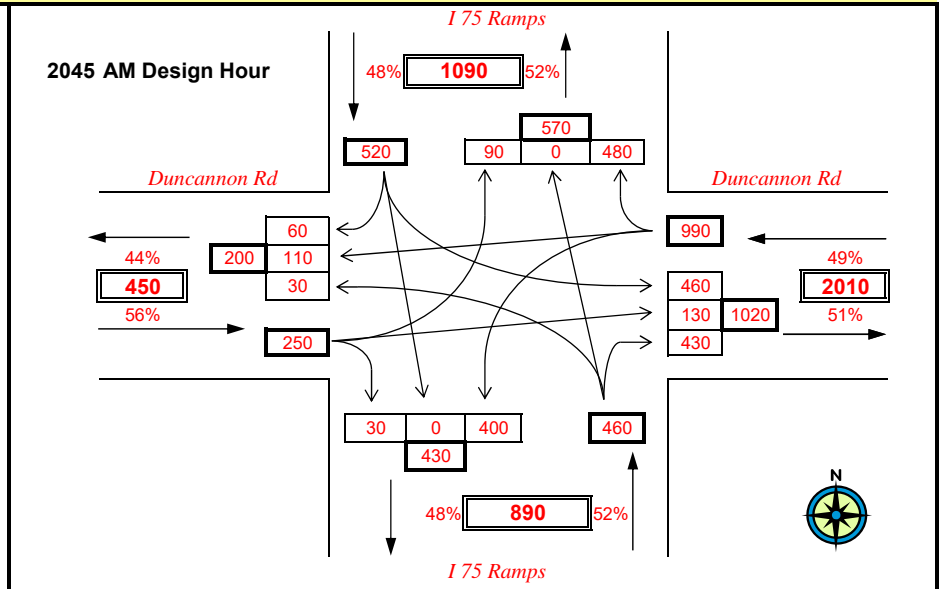 I 75 Ramps
2045 AM Design Hour
48% 1090 52%
570
520 90 0 480
Duncannon Rd Duncannon Rd
60 990
200 110
30
44% 49%
450 2010
56% 51%
460
130 1020
430
250
30 0 400 460
430
N
48% 890 52%
I 75 Ramps